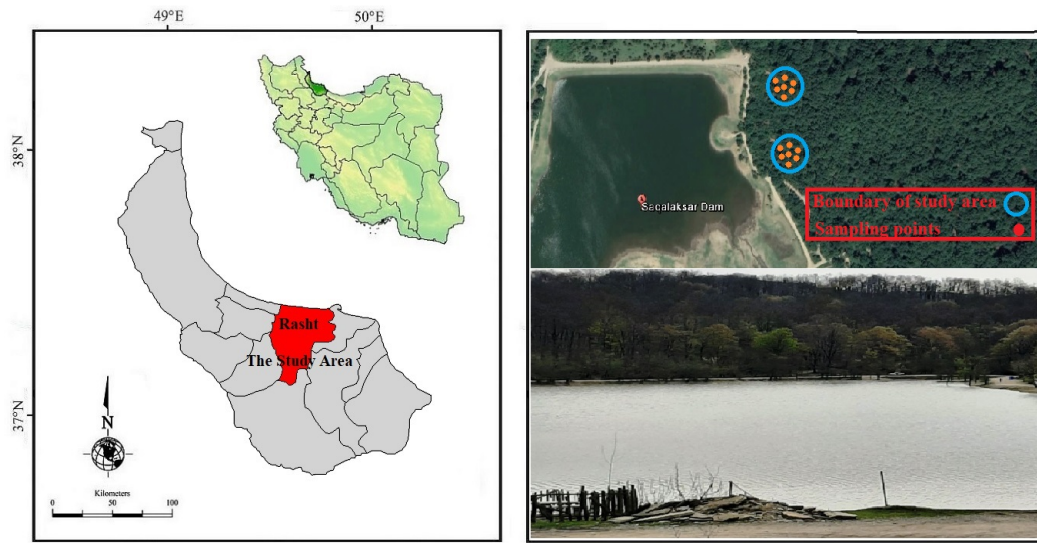 49°E 50°E
38°N
37°N
Rasht
The Study Area
N
Kilometers
0 50 100
Saqalaksar Dam
Boundary of study area
Sampling points